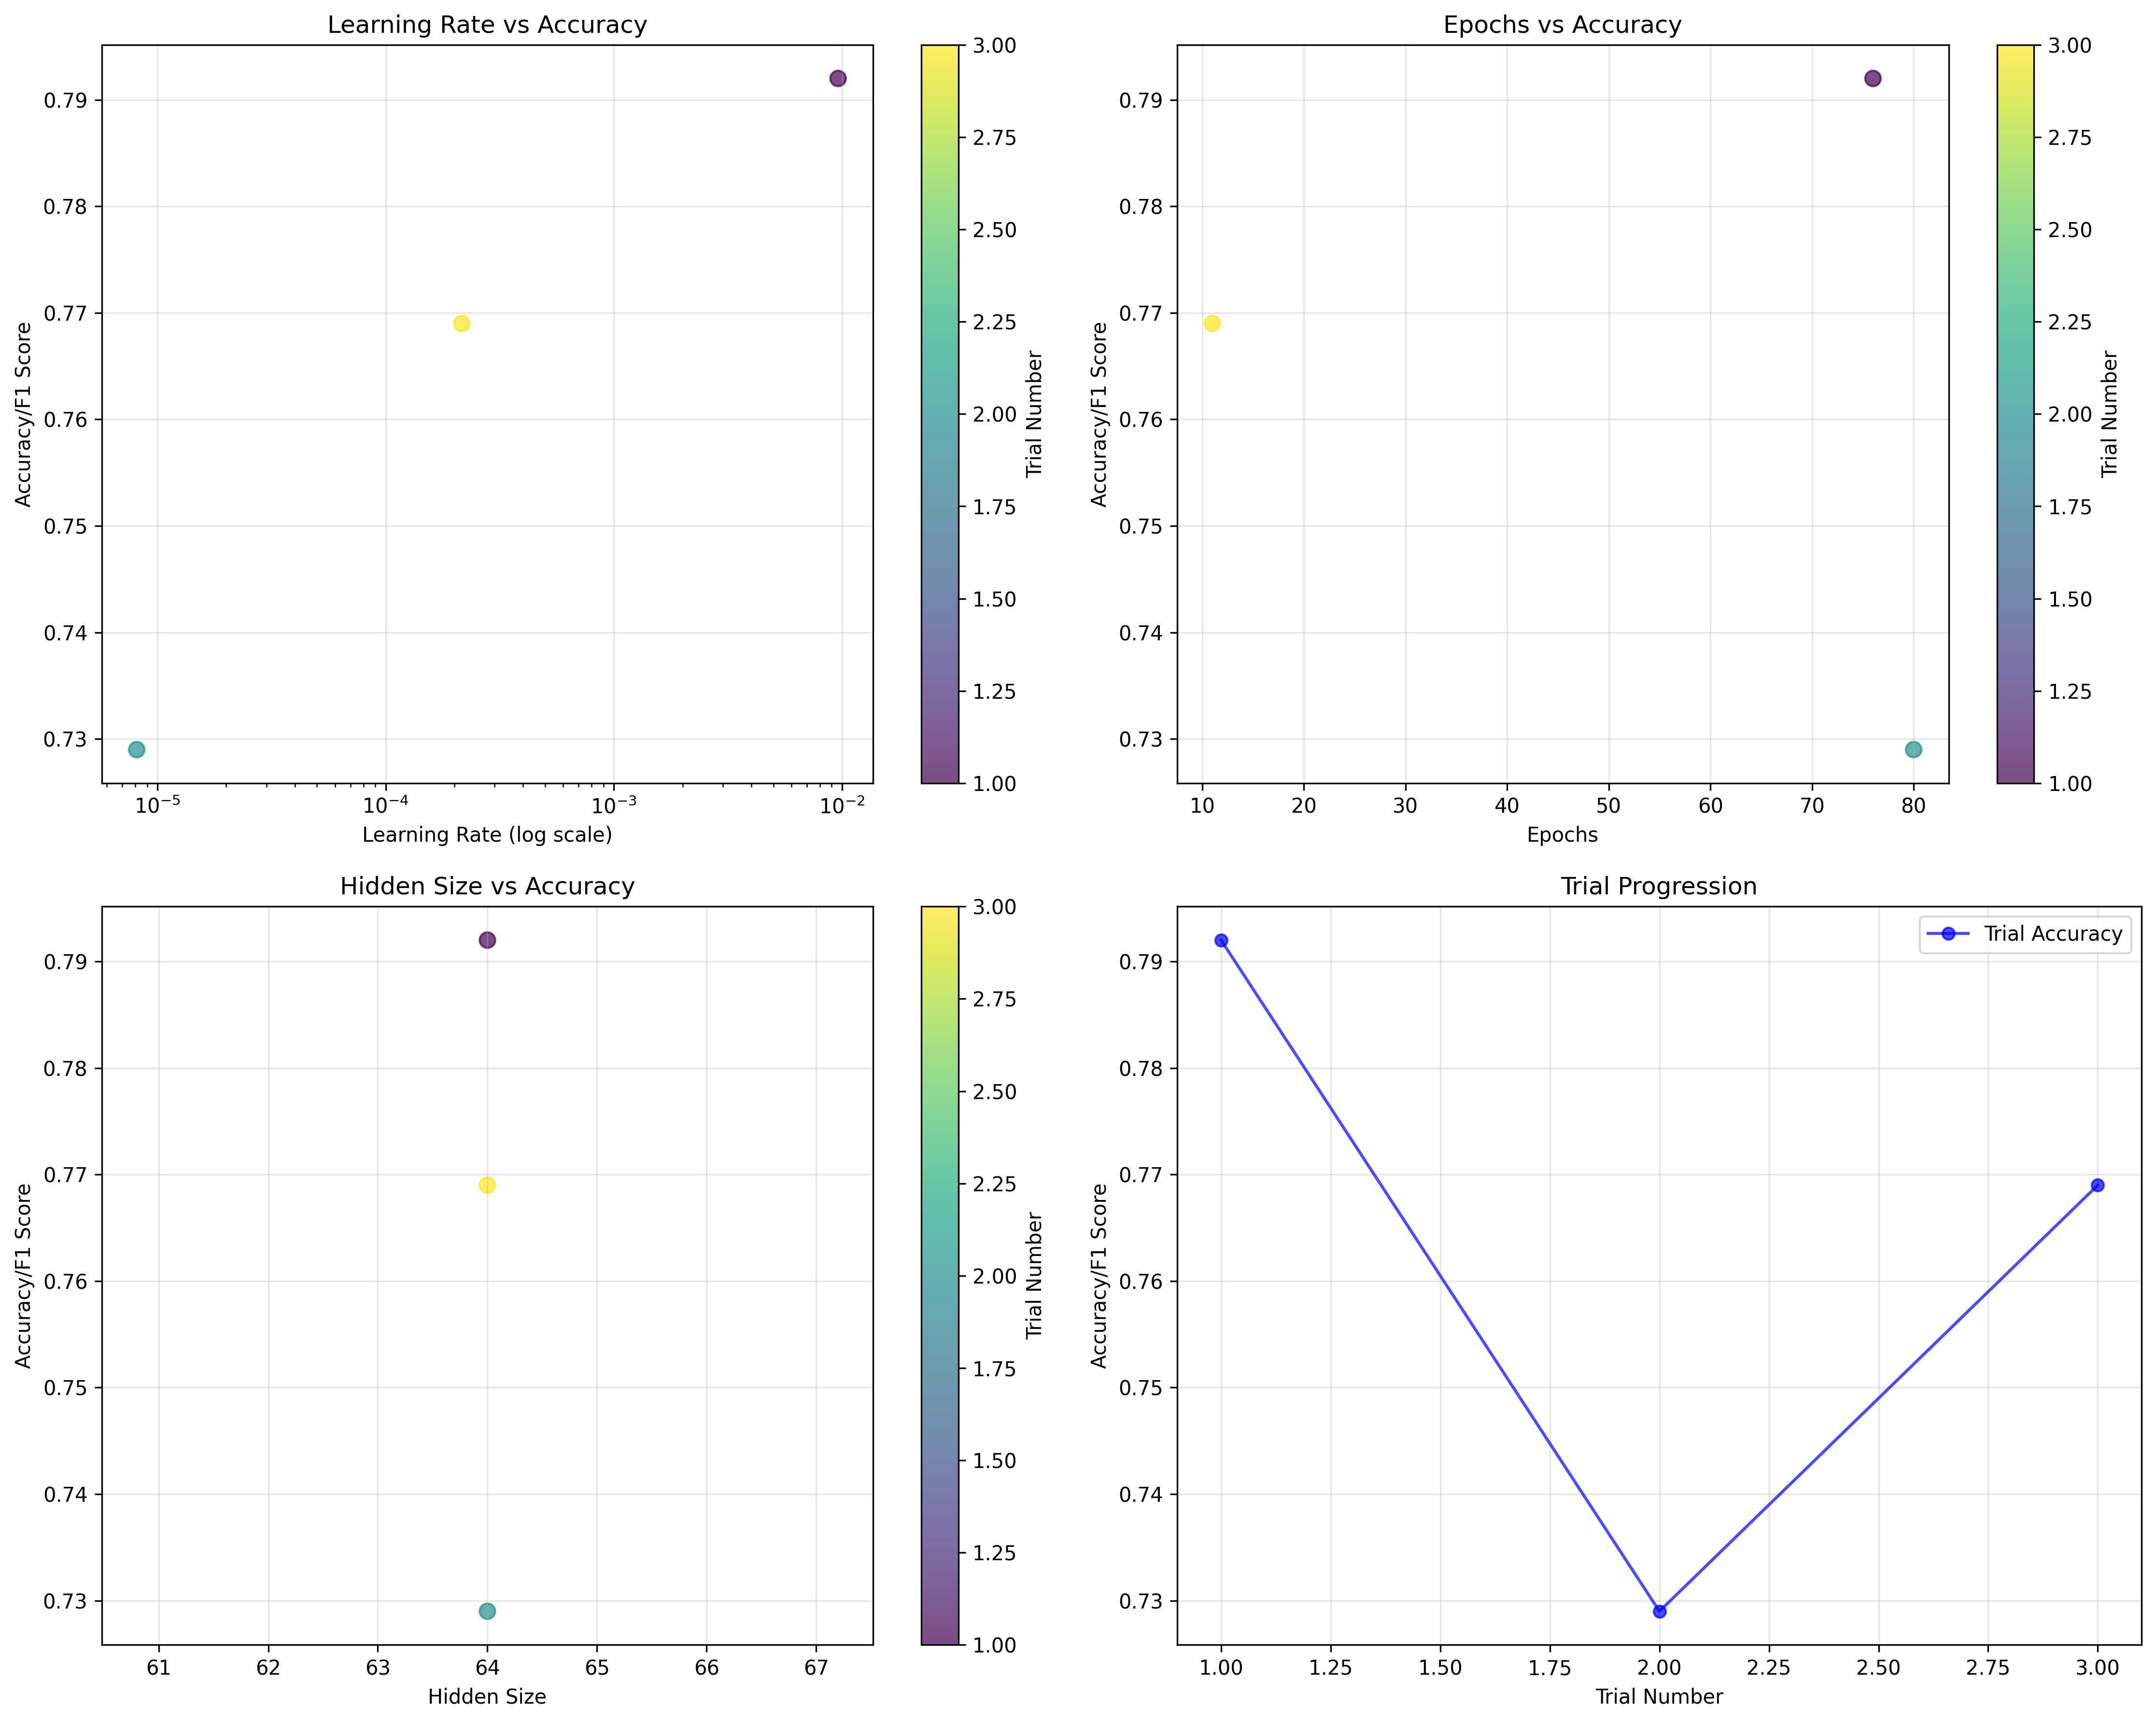 Learning Rate vs Accuracy
Accuracy/F1 Score
0.79
0.78
0.77
0.76
0.75
0.74
0.73
10⁻⁵ 10⁻⁴ 10⁻³ 10⁻²
Learning Rate (log scale)
3.00
2.75
2.50
2.25
2.00
1.75
1.50
1.25
1.00
Trial Number
Epochs vs Accuracy
Accuracy/F1 Score
0.79
0.78
0.77
0.76
0.75
0.74
0.73
10 20 30 40 50 60 70 80
Epochs
3.00
2.75
2.50
2.25
2.00
1.75
1.50
1.25
1.00
Trial Number
Hidden Size vs Accuracy
Accuracy/F1 Score
0.79
0.78
0.77
0.76
0.75
0.74
0.73
61 62 63 64 65 66 67
Hidden Size
3.00
2.75
2.50
2.25
2.00
1.75
1.50
1.25
1.00
Trial Number
Trial Progression
Trial Accuracy
Accuracy/F1 Score
0.79
0.78
0.77
0.76
0.75
0.74
0.73
1.00 1.25 1.50 1.75 2.00 2.25 2.50 2.75 3.00
Trial Number